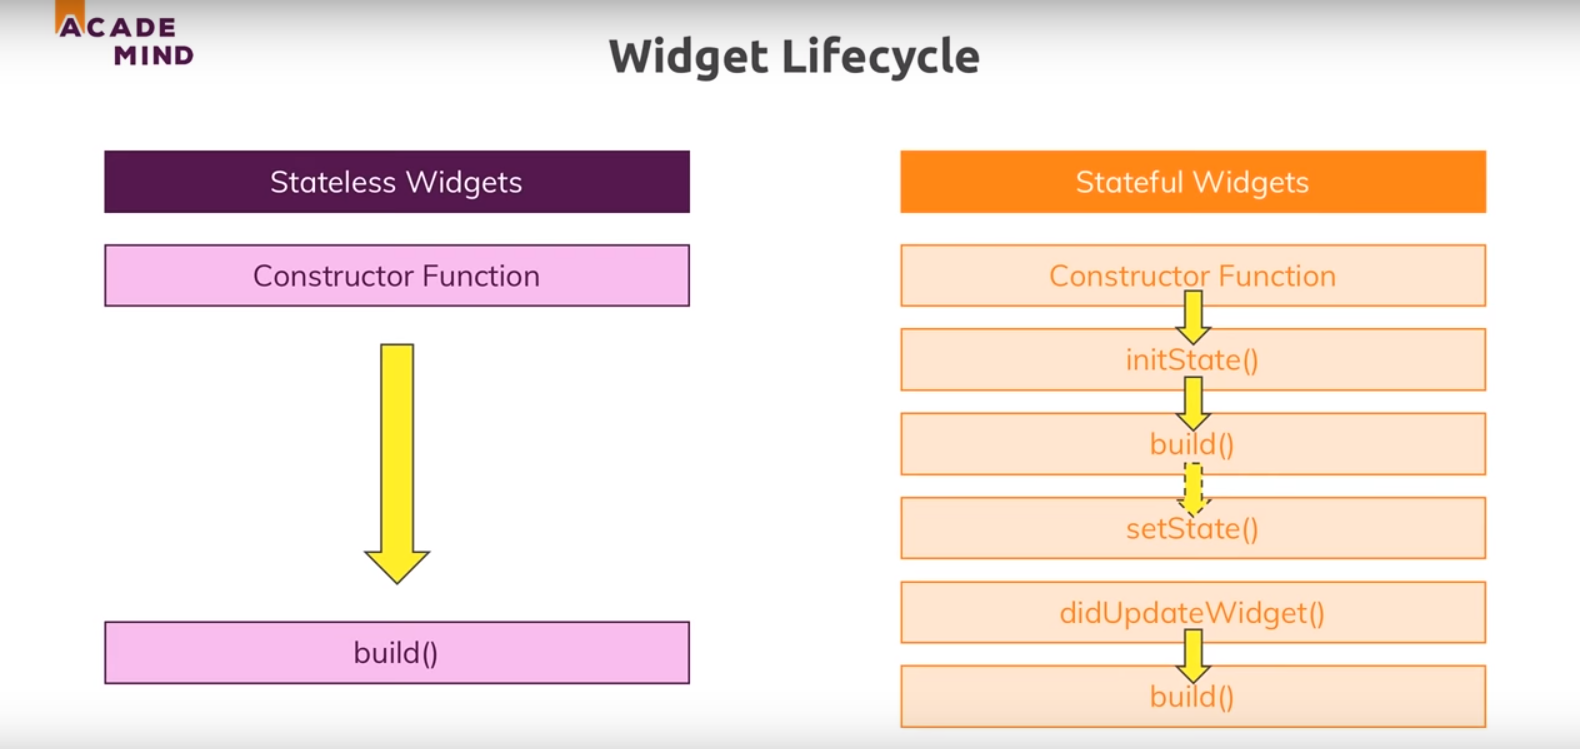 ACADE
MIND
Widget Lifecycle
Stateless Widgets
Constructor Function
build()
Stateful Widgets
Constructor Function
initState()
build()
setState()
didUpdateWidget()
build()